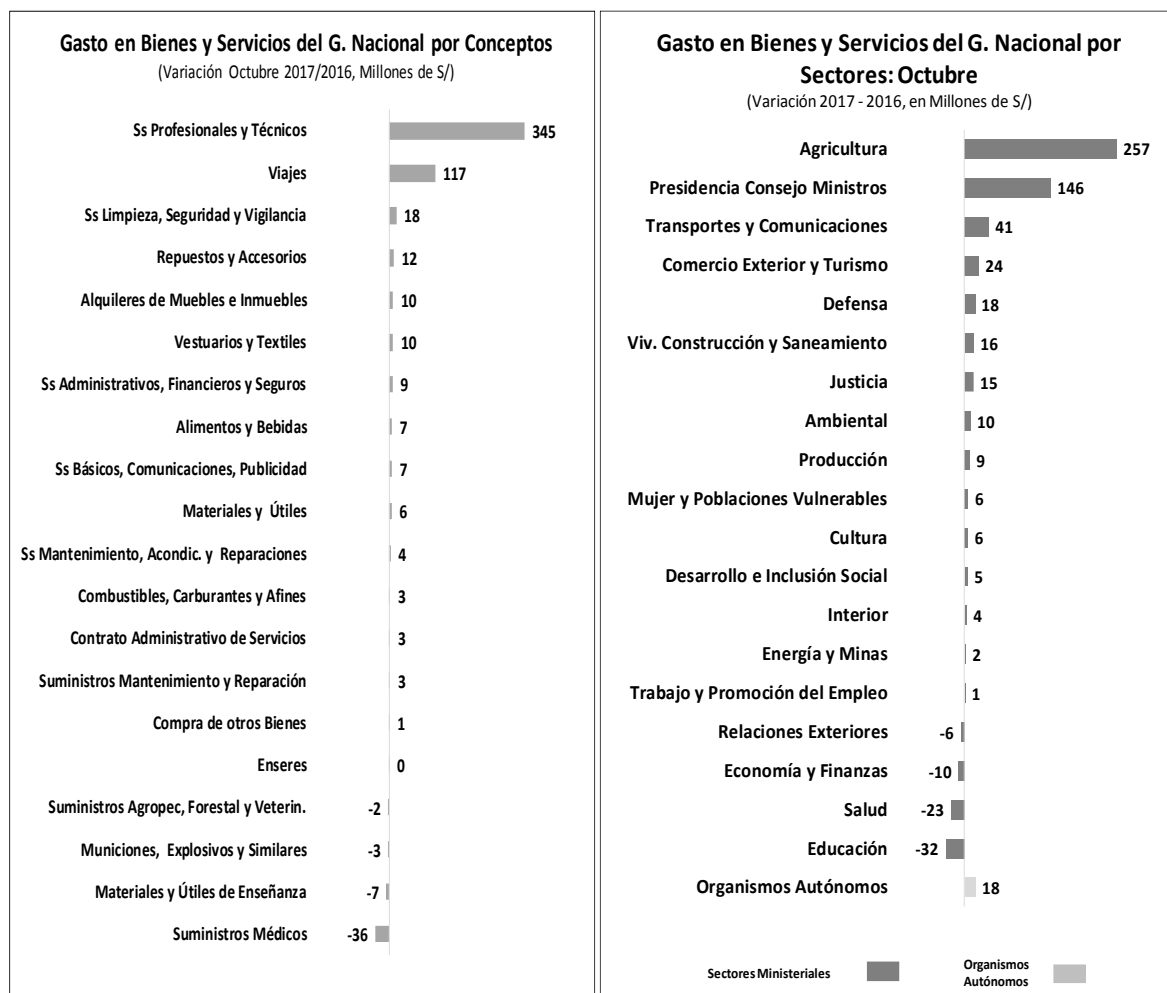 Gasto en Bienes y Servicios del G. Nacional por Conceptos
(Variación Octubre 2017/2016, Millones de S/)
Ss Profesionales y Técnicos 345
Viajes 117
Ss Limpieza, Seguridad y Vigilancia 18
Repuestos y Accesorios 12
Alquileres de Muebles e Inmuebles 10
Vestuarios y Textiles 10
Ss Administrativos, Financieros y Seguros 9
Alimentos y Bebidas 7
Ss Básicos, Comunicaciones, Publicidad 7
Materiales y Útiles 6
Ss Mantenimiento, Acondic. y Reparaciones 4
Combustibles, Carburantes y Afines 3
Contrato Administrativo de Servicios 3
Suministros Mantenimiento y Reparación 3
Compra de otros Bienes 1
Enseres 0
Suministros Agropec, Forestal y Veterin. -2
Municiones, Explosivos y Similares -3
Materiales y Útiles de Enseñanza -7
Suministros Médicos -36
Gasto en Bienes y Servicios del G. Nacional por
Sectores: Octubre
(Variación 2017 - 2016, en Millones de S/)
Agricultura 257
Presidencia Consejo Ministros 146
Transportes y Comunicaciones 41
Comercio Exterior y Turismo 24
Defensa 18
Viv. Construcción y Saneamiento 16
Justicia 15
Ambiental 10
Producción 9
Mujer y Poblaciones Vulnerables 6
Cultura 6
Desarrollo e Inclusión Social 5
Interior 4
Energía y Minas 2
Trabajo y Promoción del Empleo 1
Relaciones Exteriores -6
Economía y Finanzas -10
Salud -23
Educación -32
Organismos Autónomos 18
Sectores Ministeriales
Organismos
Autónomos